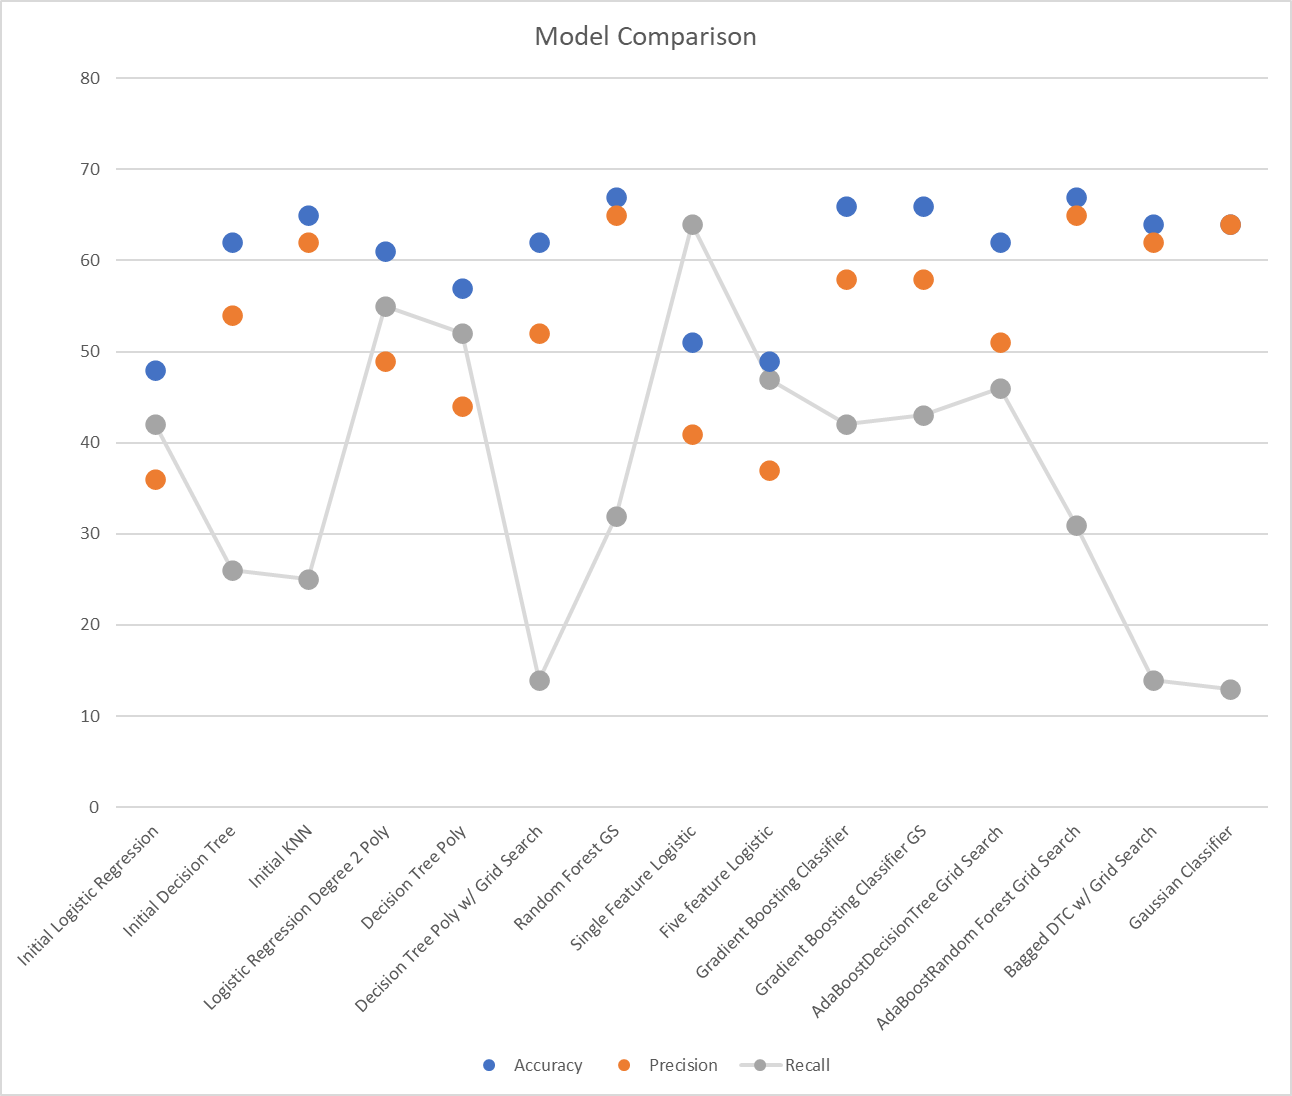 Model Comparison
80
70
60
50
40
30
20
10
0
Initial Logistic Regression
Initial Decision Tree
Initial KNN
Logistic Regression Degree 2 Poly
Decision Tree Poly
Decision Tree Poly w/ Grid Search
Random Forest GS
Single Feature Logistic
Five feature Logistic
Gradient Boosting Classifier
Gradient Boosting Classifier GS
AdaBoostDecisionTree Grid Search
AdaBoostRandom Forest Grid Search
Bagged DTC w/ Grid Search
Gaussian Classifier
Accuracy Precision Recall